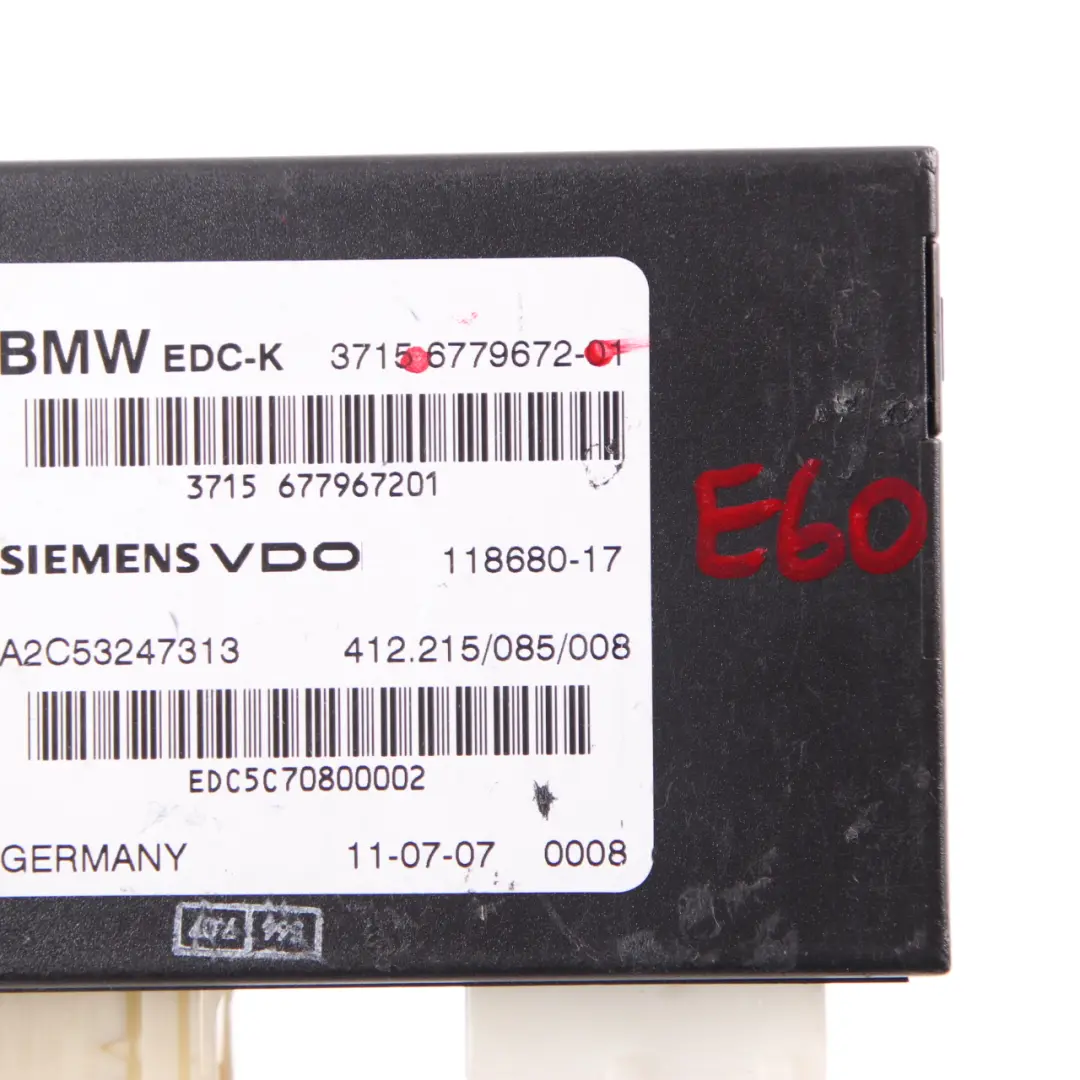 BMW EDC-K 3715 6779672-01
3715 677967201
E60
SIEMENS VDO 118680-17
A2C53247313 412.215/085/008
EDC5C70800002
GERMANY 11-07-07 0008